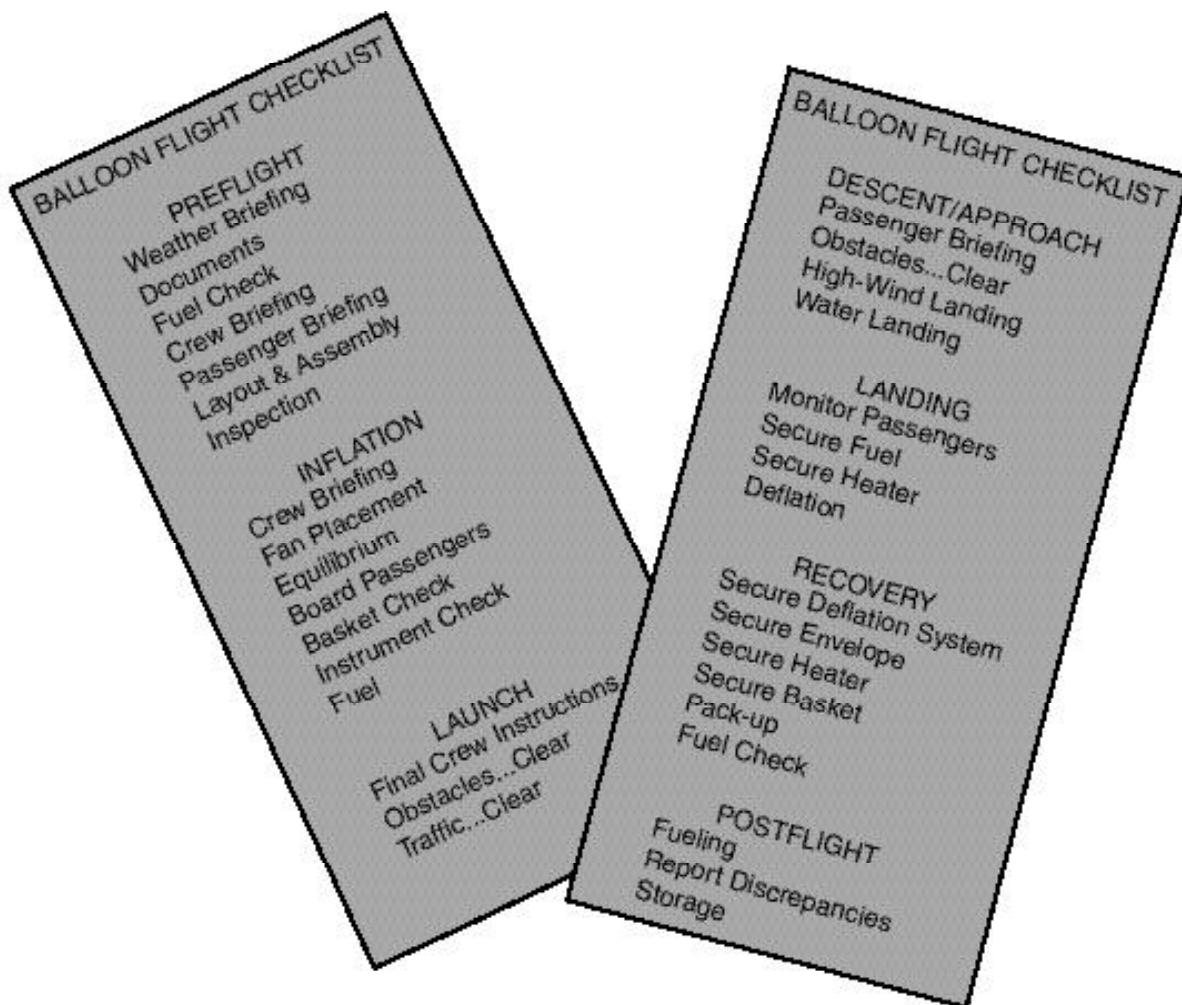 BALLOON FLIGHT CHECKLIST
PREFLIGHT
Weather Briefing
Documents
Fuel Check
Crew Briefing
Passenger Briefing
Layout & Assembly
Inspection
INFLATION
Crew Briefing
Fan Placement
Equilibrium
Board Passengers
Basket Check
Instrument Check
Fuel
LAUNCH
Final Crew Instructions
Obstacles...Clear
Traffic...Clear
BALLOON FLIGHT CHECKLIST
DESCENT/APPROACH
Passenger Briefing
Obstacles...Clear
High-Wind Landing
Water Landing
LANDING
Monitor Passengers
Secure Fuel
Secure Heater
Deflation
RECOVERY
Secure Deflation System
Secure Envelope
Secure Heater
Secure Basket
Pack-up
Fuel Check
POSTFLIGHT
Fueling
Report Discrepancies
Storage